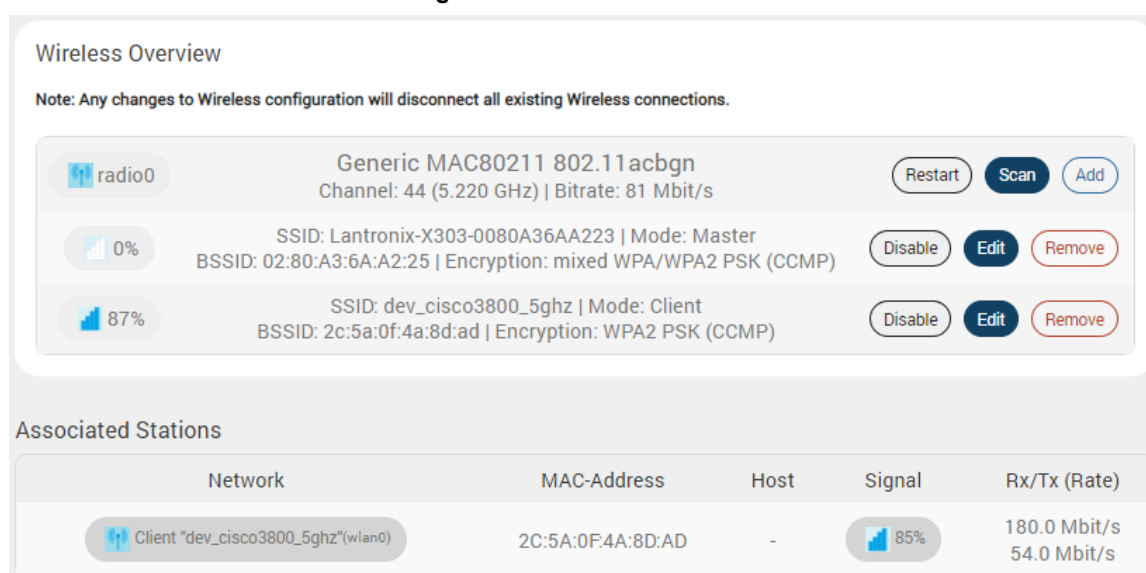 Wireless Overview
Note: Any changes to Wireless configuration will disconnect all existing Wireless connections.
radio0
Generic MAC80211 802.11acbgn
Channel: 44 (5.220 GHz) | Bitrate: 81 Mbit/s
Restart Scan Add
0%
SSID: Lantronix-X303-0080A36AA223 | Mode: Master
BSSID: 02:80:A3:6A:A2:25 | Encryption: mixed WPA/WPA2 PSK (CCMP)
Disable Edit Remove
87%
SSID: dev_cisco3800_5ghz | Mode: Client
BSSID: 2c:5a:0f:4a:8d:ad | Encryption: WPA2 PSK (CCMP)
Disable Edit Remove
Associated Stations
Network MAC-Address Host Signal Rx/Tx (Rate)
Client "dev_cisco3800_5ghz"(wlan0) 2C:5A:0F:4A:8D:AD - 85% 180.0 Mbit/s
54.0 Mbit/s